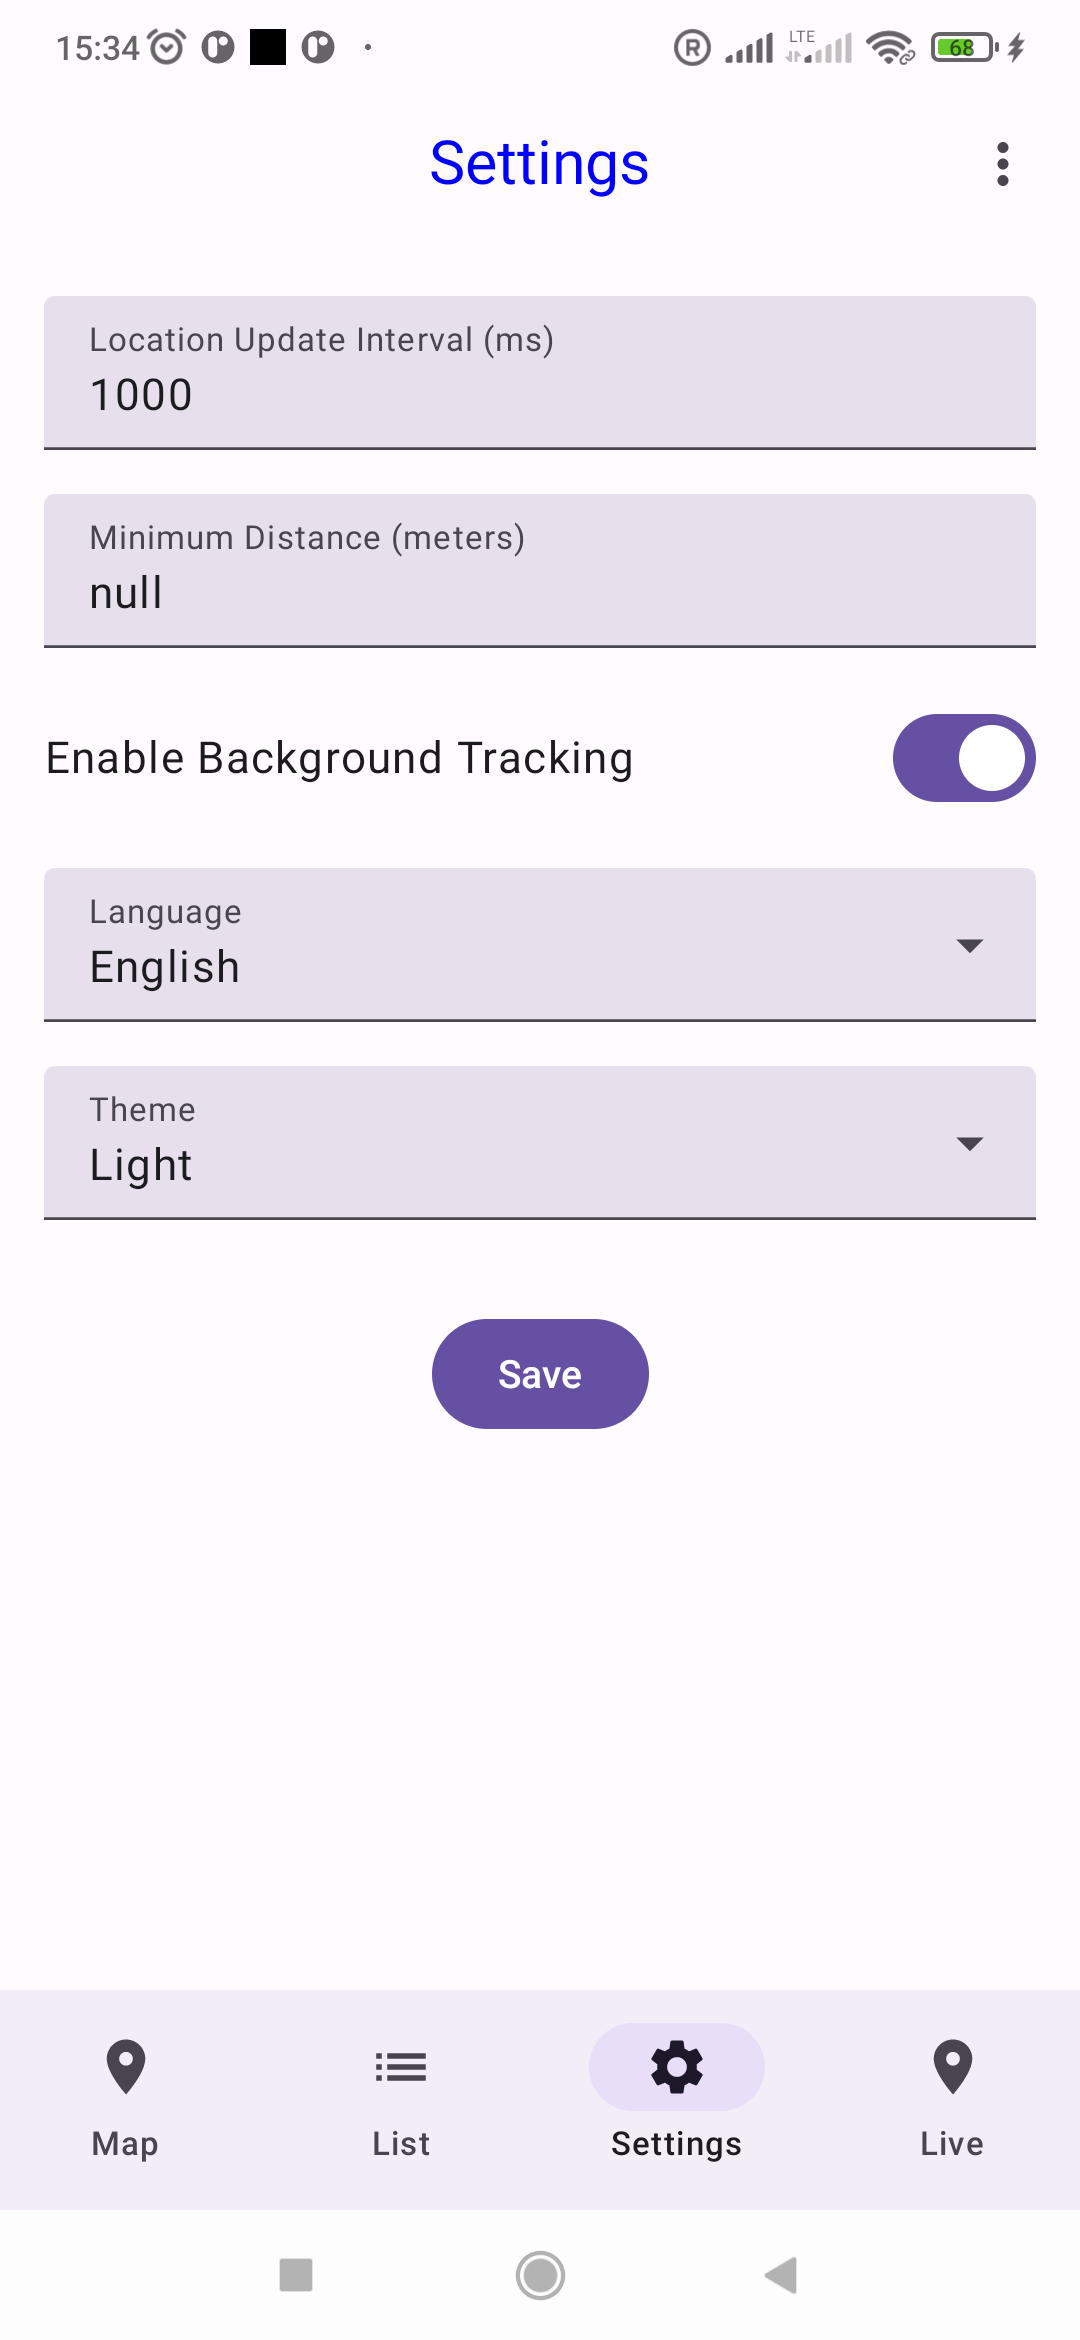 15:34
R
LTE
68
Settings
Location Update Interval (ms)
1000
Minimum Distance (meters)
null
Enable Background Tracking
Language
English
Theme
Light
Save
Map
List
Settings
Live